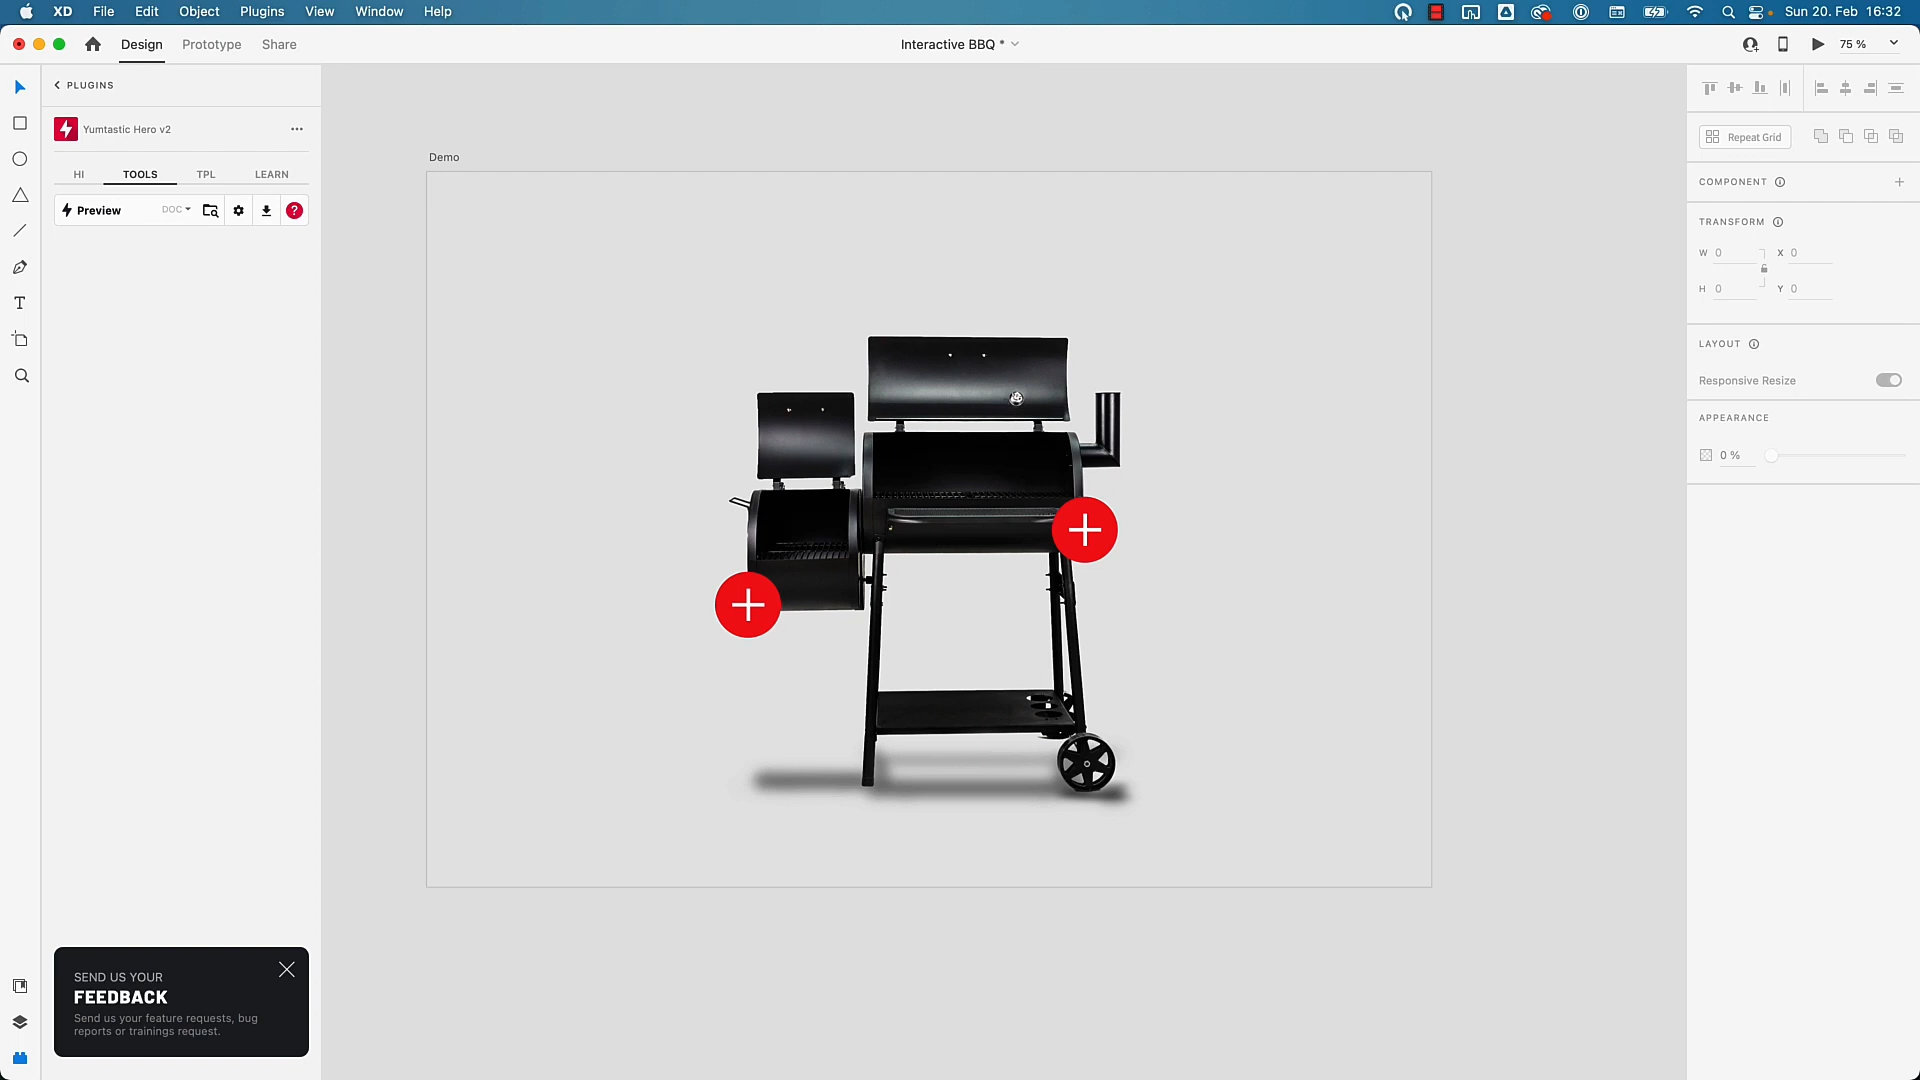 XD File Edit Object Plugins View Window Help
Sun 20. Feb 16:32
Design Prototype Share
Interactive BBQ *
75 %
PLUGINS
Yumtastic Hero v2
HI TOOLS TPL LEARN
Preview DOC ?
Demo
Repeat Grid
COMPONENT
TRANSFORM
W 0 X 0
H 0 Y 0
LAYOUT
Responsive Resize
APPEARANCE
0 %
T
SEND US YOUR
FEEDBACK
Send us your feature requests, bug
reports or trainings request.